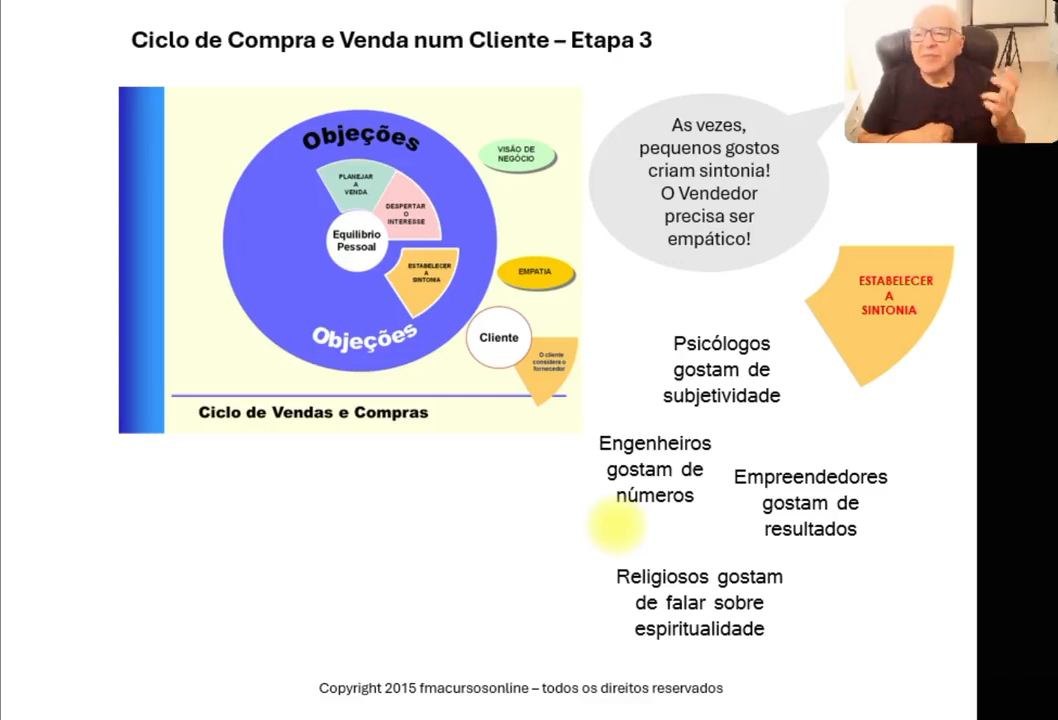 Ciclo de Compra e Venda num Cliente – Etapa 3
Objeções
PLANEJAR
A
VENDA
DESPERTAR
O
INTERESSE
Equilíbrio
Pessoal
ESTABELECER
A
SINTONIA
Objeções
VISÃO DE
NEGÓCIO
EMPATIA
Cliente
O cliente
considera o
fornecedor
Ciclo de Vendas e Compras
As vezes,
pequenos gostos
criam sintonia!
O Vendedor
precisa ser
empático!
ESTABELECER
A
SINTONIA
Psicólogos
gostam de
subjetividade
Engenheiros
gostam de
números
Empreendedores
gostam de
resultados
Religiosos gostam
de falar sobre
espiritualidade
Copyright 2015 fmacursosonline – todos os direitos reservados